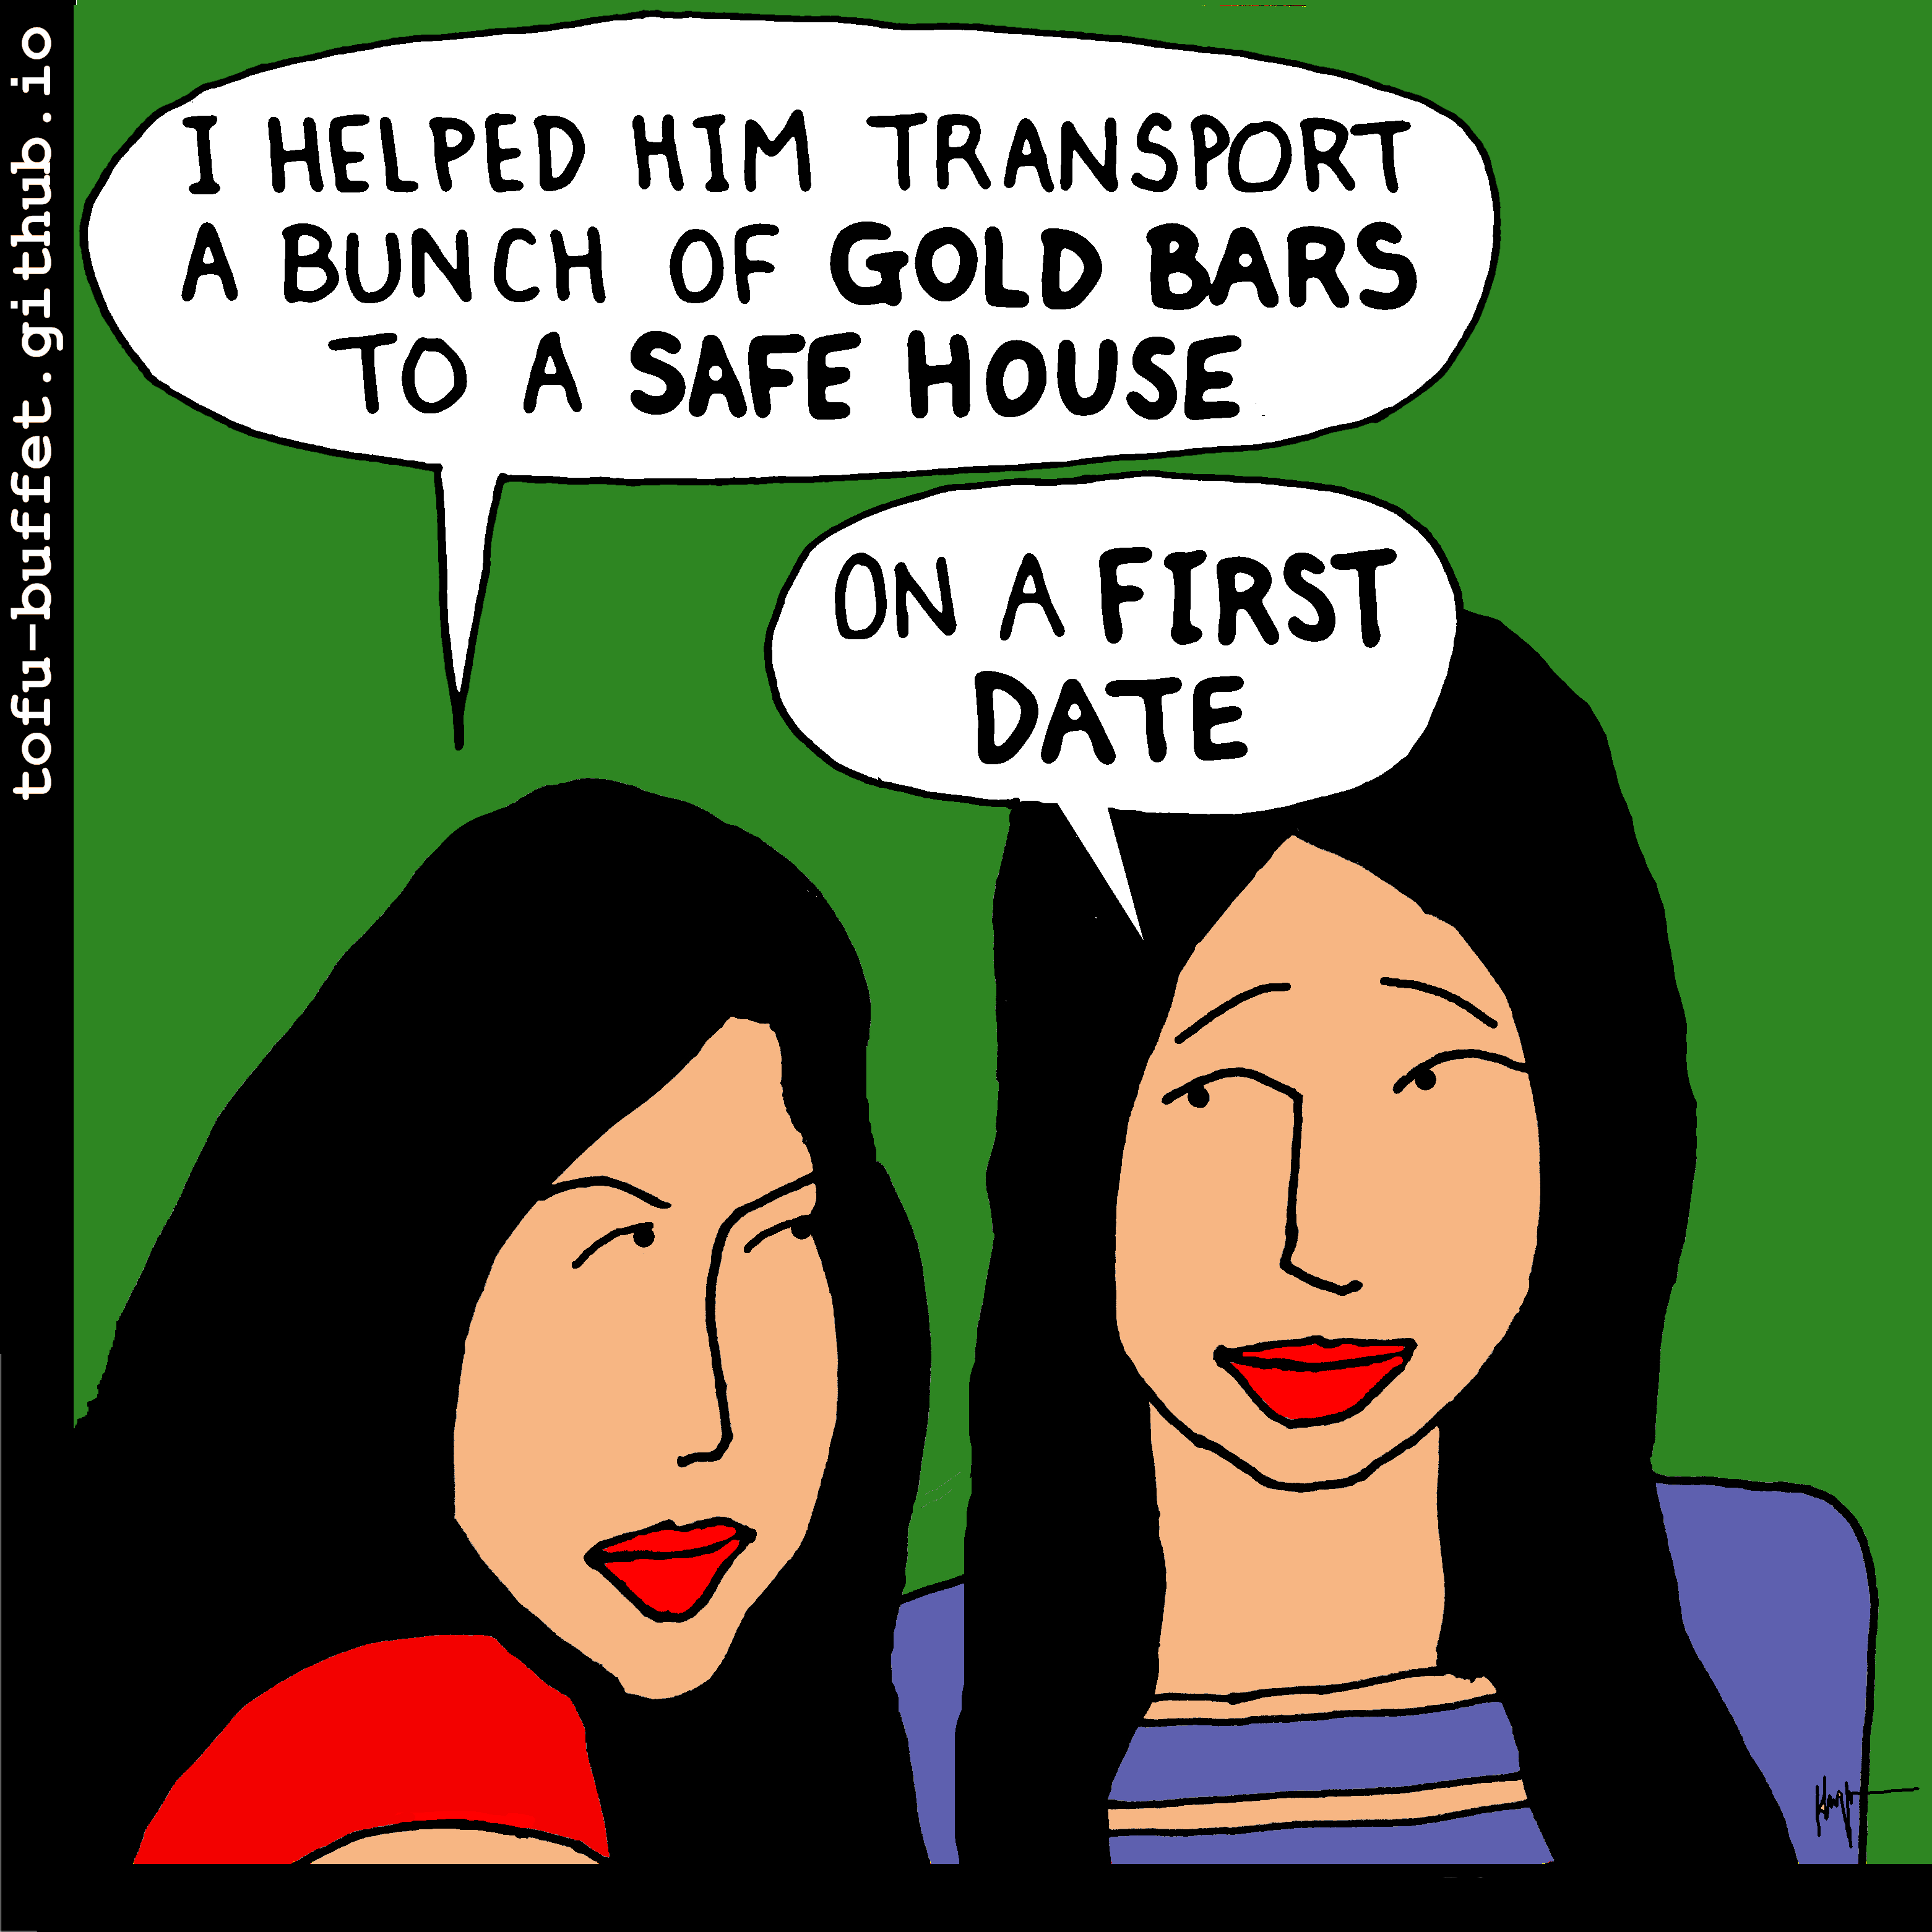 tofu-buffet.github.io
I HELPED HIM TRANSPORT
A BUNCH OF GOLD BARS
TO A SAFE HOUSE
ON A FIRST
DATE